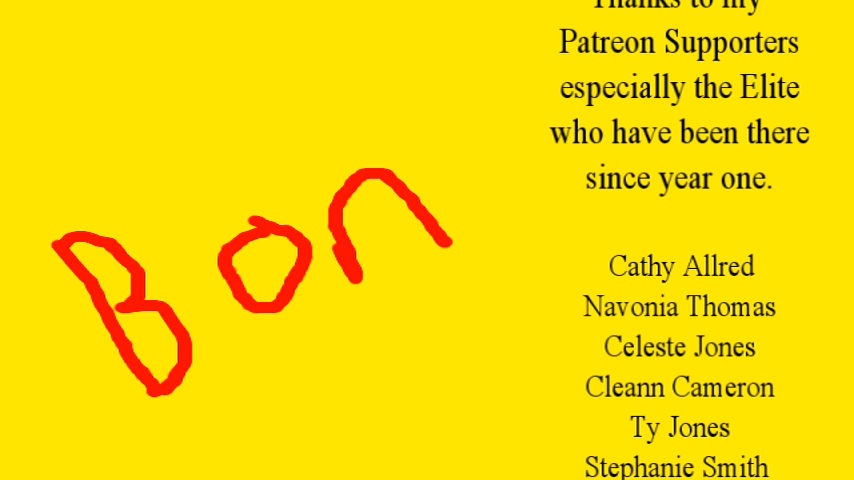 Thanks to my
Patreon Supporters
especially the Elite
who have been there
since year one.
Bon
Cathy Allred
Navonia Thomas
Celeste Jones
Cleann Cameron
Ty Jones
Stephanie Smith